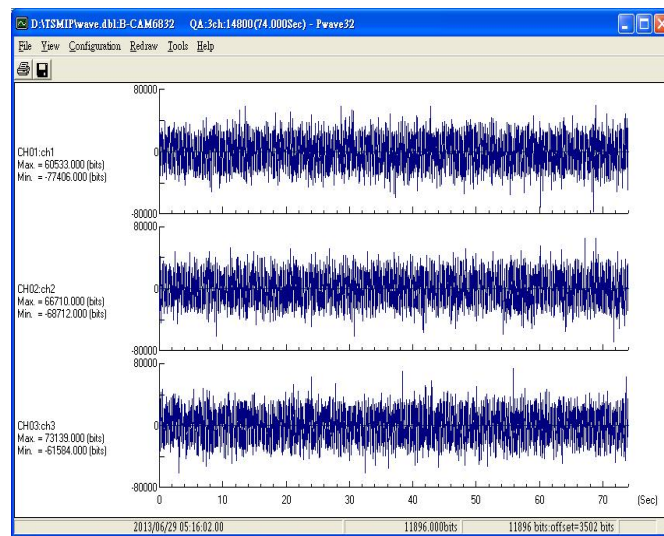 D:\TSMIP\wave.dbl:B-CAM6832 QA:3ch:14800(74.000Sec) - Pwave32
File View Configuration Redraw Tools Help
80000
CH01:ch1
Max. = 60533.000 (bits)
Min. = -77406.000 (bits)
0
-80000
80000
CH02:ch2
Max. = 66710.000 (bits)
Min. = -68712.000 (bits)
0
-80000
80000
CH03:ch3
Max. = 73139.000 (bits)
Min. = -61584.000 (bits)
0
-80000
0 10 20 30 40 50 60 70 (Sec)
2013/06/29 05:16:02.00 11896.000bits 11896 bits:offset=3502 bits